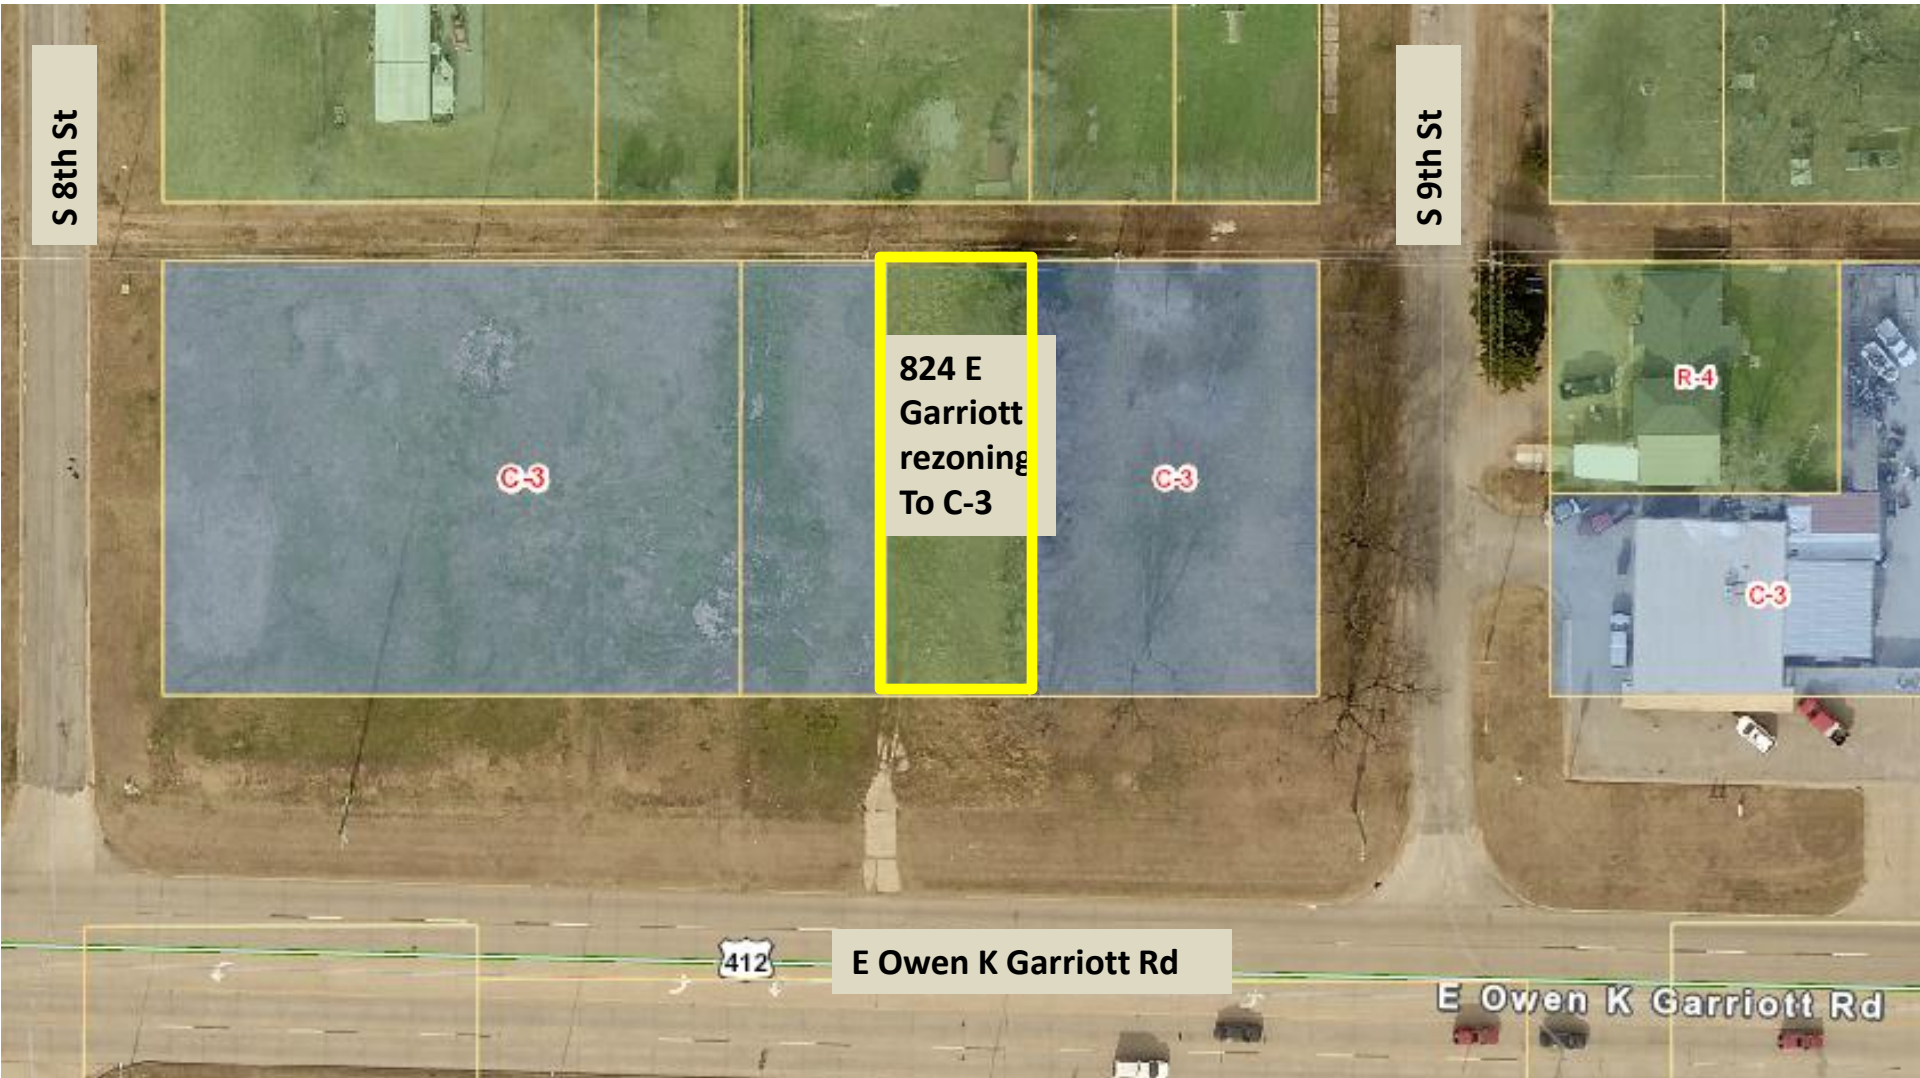 S 8th St
S 9th St
824 E
Garriott
rezoning
To C-3
R-4
C-3
C-3
C-3
412
E Owen K Garriott Rd
E Owen K Garriott Rd